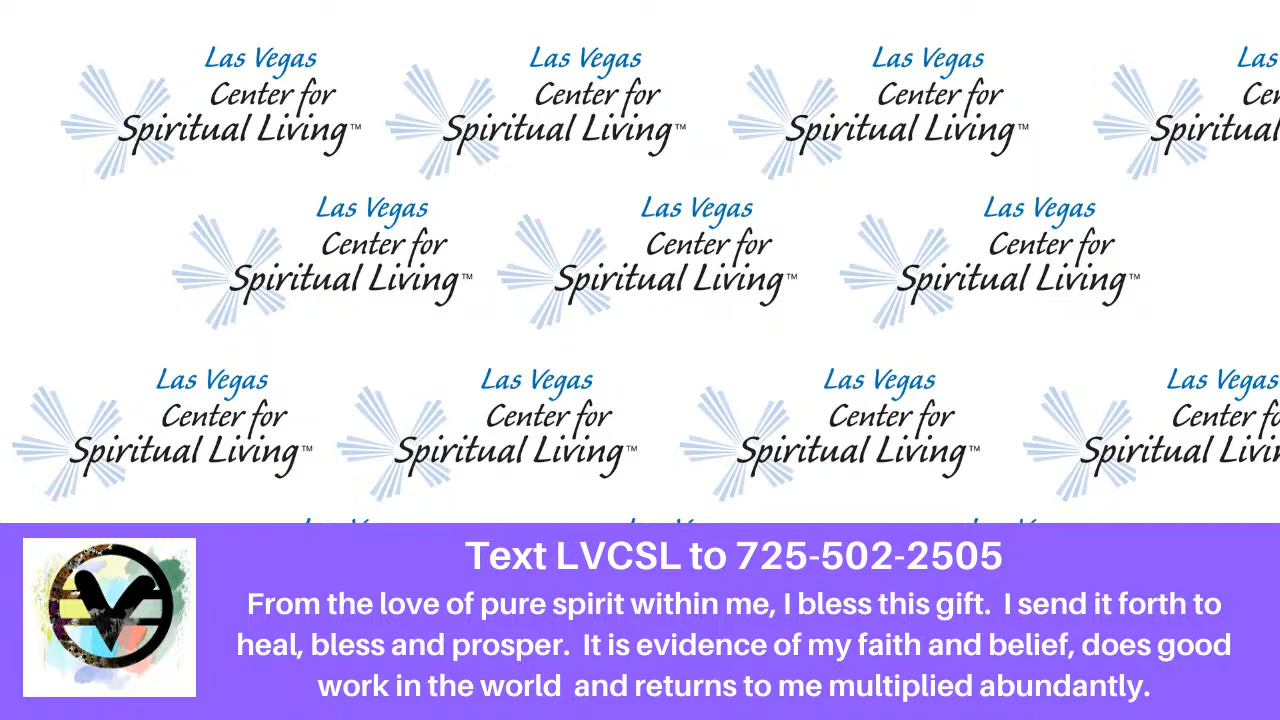 Las Vegas
Center for
Spiritual Living™
Las Vegas
Center for
Spiritual Living™
Las Vegas
Center for
Spiritual Living™
Las
Cen
Spiritual
Las Vegas
Center for
Spiritual Living™
Las Vegas
Center for
Spiritual Living™
Las Vegas
Center for
Spiritual Living™
Las Vegas
Center for
Spiritual Living™
Las Vegas
Center for
Spiritual Living™
Las Vegas
Center for
Spiritual Living™
Las Vegas
Center fo
Spiritual Livin
Text LVCSL to 725-502-2505
From the love of pure spirit within me, I bless this gift.  I send it forth to
heal, bless and prosper.  It is evidence of my faith and belief, does good
work in the world  and returns to me multiplied abundantly.